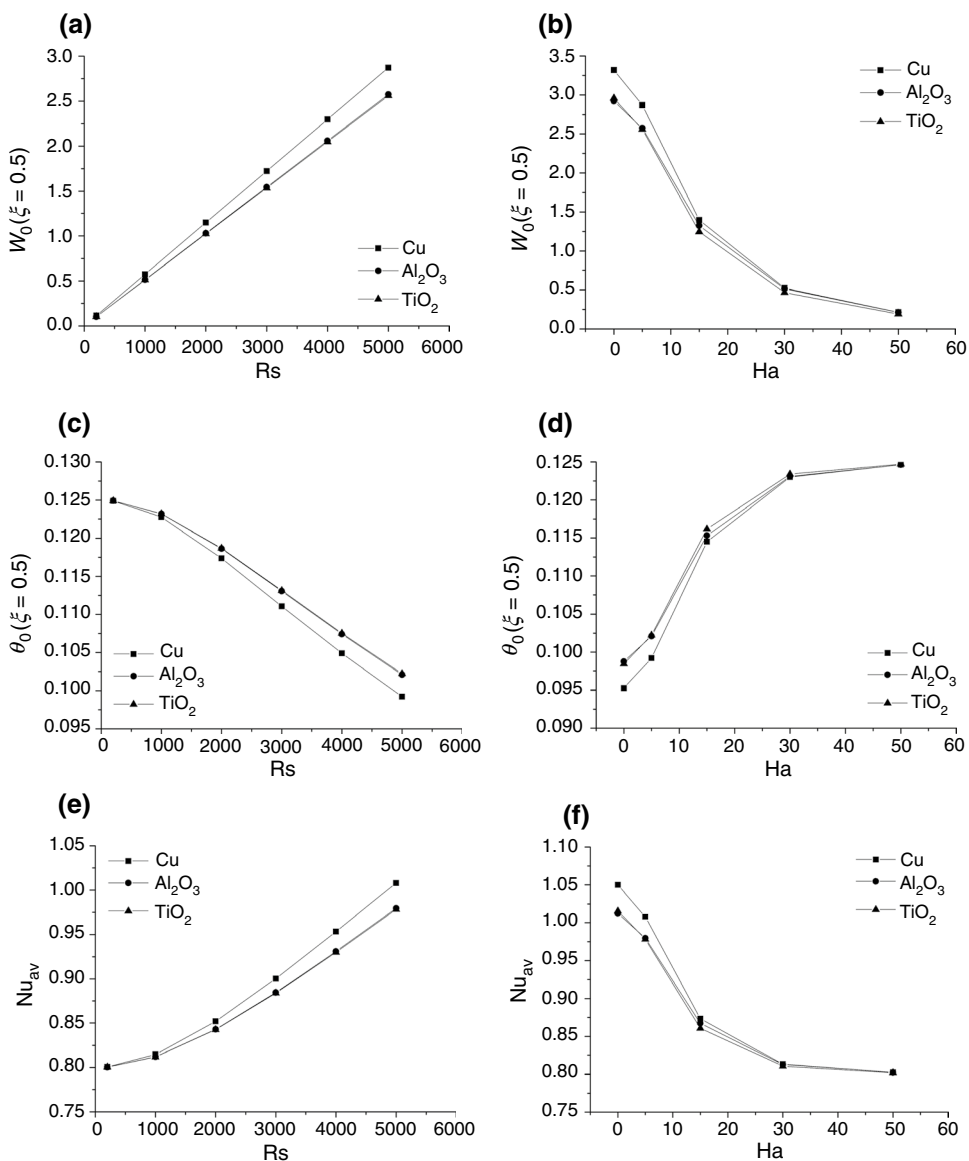 (a)
3.0
2.5
2.0
1.5
1.0
0.5
0.0
W₀(ξ = 0.5)
Cu
Al₂O₃
TiO₂
0 1000 2000 3000 4000 5000 6000
Rs
(b)
3.5
3.0
2.5
2.0
1.5
1.0
0.5
0.0
W₀(ξ = 0.5)
Cu
Al₂O₃
TiO₂
0 10 20 30 40 50 60
Ha
(c)
0.130
0.125
0.120
0.115
0.110
0.105
0.100
0.095
θ₀(ξ = 0.5)
Cu
Al₂O₃
TiO₂
0 1000 2000 3000 4000 5000 6000
Rs
(d)
0.125
0.120
0.115
0.110
0.105
0.100
0.095
0.090
θ₀(ξ = 0.5)
Cu
Al₂O₃
TiO₂
0 10 20 30 40 50 60
Ha
(e)
1.05
1.00
0.95
0.90
0.85
0.80
0.75
Nu_av
Cu
Al₂O₃
TiO₂
0 1000 2000 3000 4000 5000 6000
Rs
(f)
1.10
1.05
1.00
0.95
0.90
0.85
0.80
0.75
Nu_av
Cu
Al₂O₃
TiO₂
0 10 20 30 40 50 60
Ha